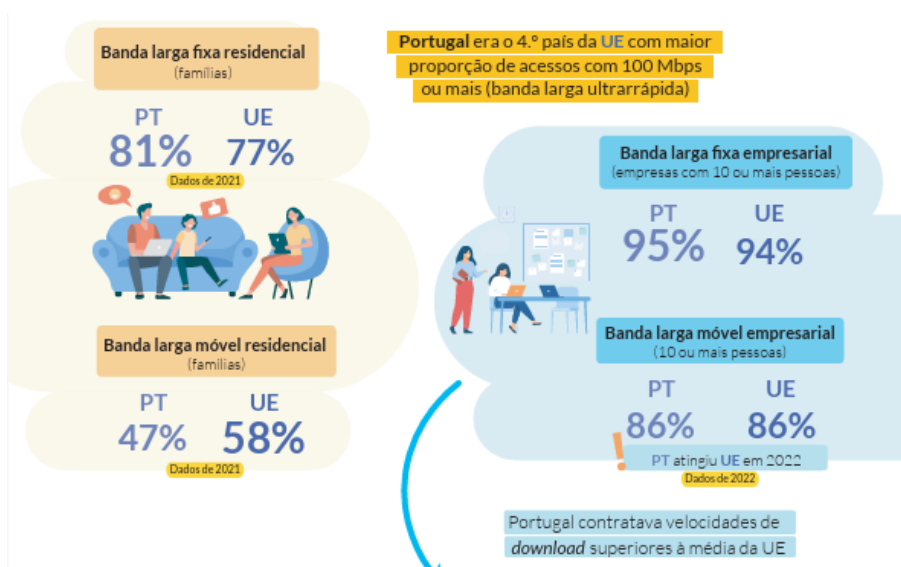 Banda larga fixa residencial
(famílias)
PT UE
81% 77%
Dados de 2021
Banda larga móvel residencial
(famílias)
PT UE
47% 58%
Dados de 2021
Portugal era o 4.º país da UE com maior
proporção de acessos com 100 Mbps
ou mais (banda larga ultrarrápida)
Banda larga fixa empresarial
(empresas com 10 ou mais pessoas)
PT UE
95% 94%
Banda larga móvel empresarial
(10 ou mais pessoas)
PT UE
86% 86%
! PT atingiu UE em 2022
Dados de 2022
Portugal contratava velocidades de
download superiores à média da UE